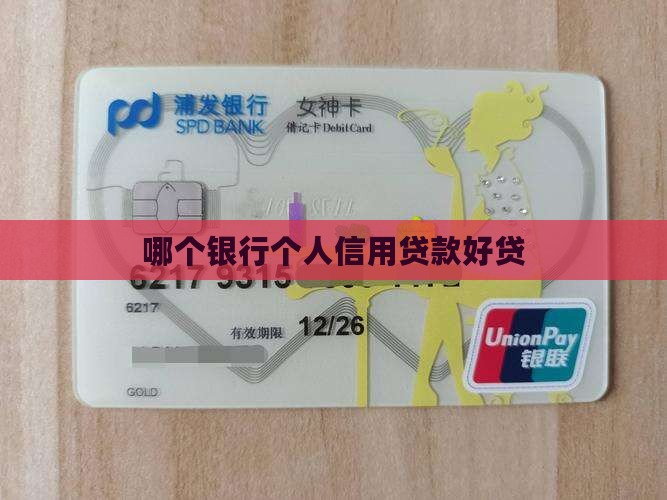 浦发银行
SPD BANK
女神卡
借记卡 Debit Card
哪个银行个人信用贷款好贷
6217 9315
6217
有效期限 12/26
GOLD
UnionPay
银联